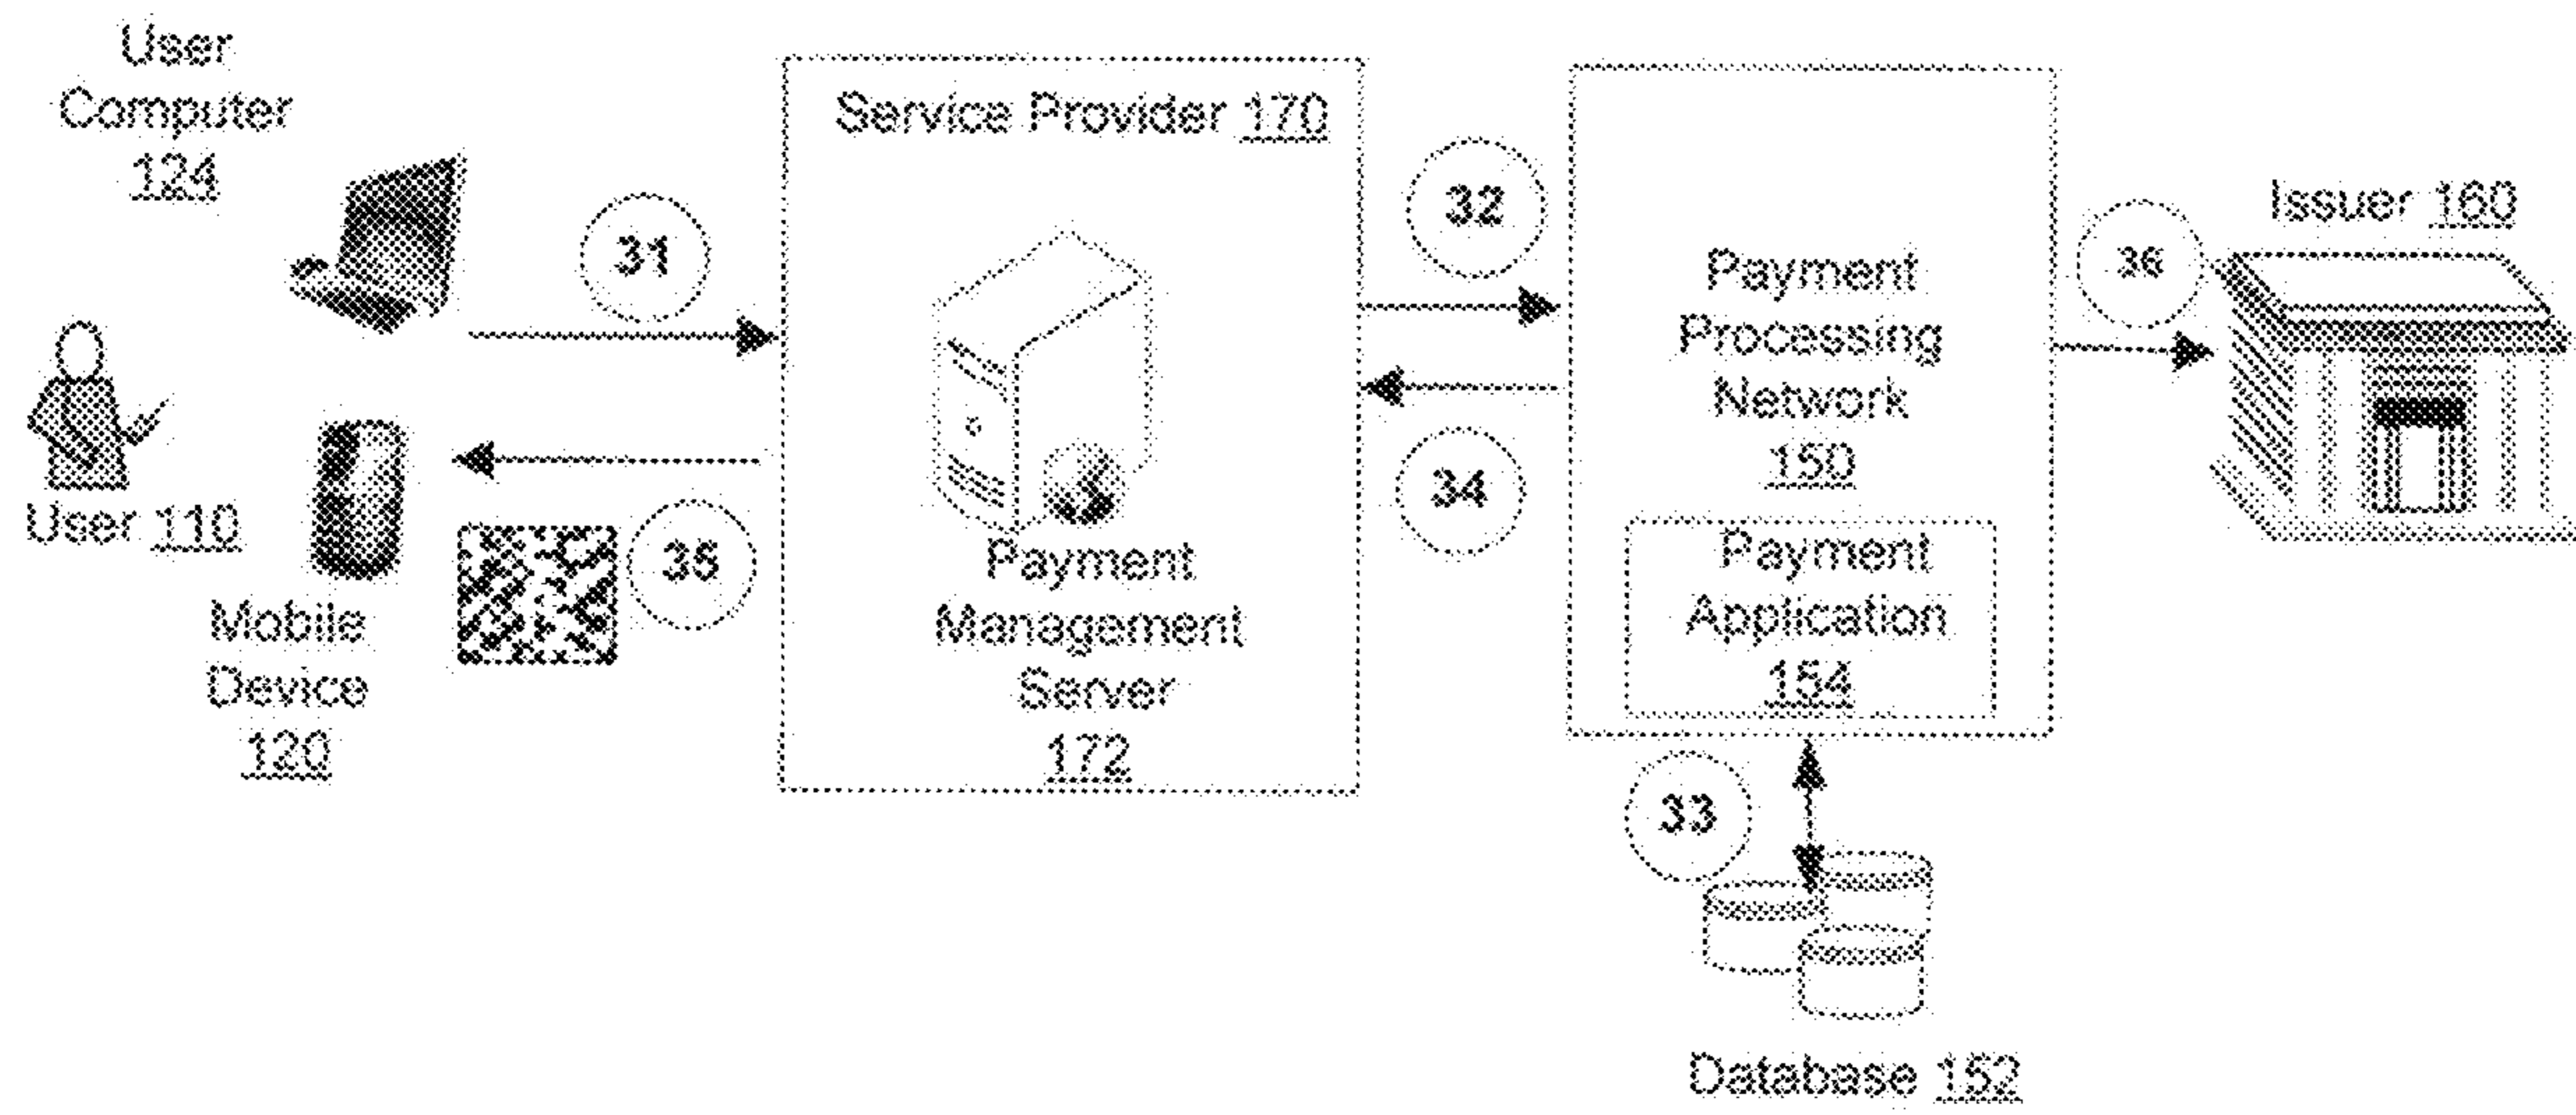 User
Computer
124
31
User 110
Mobile
Device
120
35
Service Provider 170
Payment
Management
Server
172
32
34
Payment
Processing
Network
150
Payment
Application
154
33
Database 152
36
Issuer 160